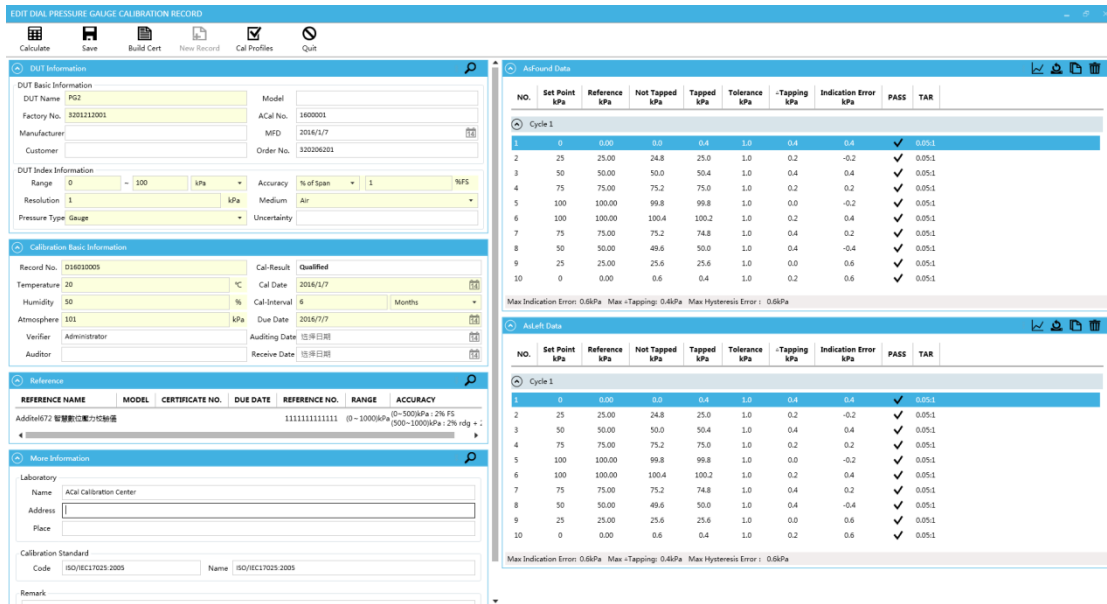 EDIT DIAL PRESSURE GAUGE CALIBRATION RECORD
Calculate Save Build Cert New Record Cal Profiles Quit
DUT Information
DUT Basic Information
DUT Name PG2 Model
Factory No. 3201212001 ACal No. 1600001
Manufacturer MFD 2016/1/7
Customer Order No. 320206201
DUT Index Information
Range 0 ~ 100 kPa Accuracy % of Span 1 %FS
Resolution 1 kPa Medium Air
Pressure Type Gauge Uncertainty
Calibration Basic Information
Record No. D16010005 Cal-Result Qualified
Temperature 20 ℃ Cal Date 2016/1/7
Humidity 50 % Cal-Interval 6 Months
Atmosphere 101 kPa Due Date 2016/7/7
Verifier Administrator Auditing Date 选择日期
Auditor Receive Date 选择日期
Reference
REFERENCE NAME MODEL CERTIFICATE NO. DUE DATE REFERENCE NO. RANGE ACCURACY
Additel672 智慧數位壓力校驗儀 1111111111111 (0~1000)kPa (0~500)kPa : 2% FS
(500~1000)kPa : 2% rdg + 2
More Information
Laboratory
Name ACal Calibration Center
Address
Place
Calibration Standard
Code ISO/IEC17025:2005 Name ISO/IEC17025:2005
Remark
AsFound Data
NO. Set Point kPa Reference kPa Not Tapped kPa Tapped kPa Tolerance kPa ÷Tapping kPa Indication Error kPa PASS TAR
Cycle 1
1 0 0.00 0.0 0.4 1.0 0.4 0.4 ✓ 0.05:1
2 25 25.00 24.8 25.0 1.0 0.2 -0.2 ✓ 0.05:1
3 50 50.00 50.0 50.4 1.0 0.4 0.4 ✓ 0.05:1
4 75 75.00 75.2 75.0 1.0 0.2 0.2 ✓ 0.05:1
5 100 100.00 99.8 99.8 1.0 0.0 -0.2 ✓ 0.05:1
6 100 100.00 100.4 100.2 1.0 0.2 0.4 ✓ 0.05:1
7 75 75.00 75.2 74.8 1.0 0.4 0.2 ✓ 0.05:1
8 50 50.00 49.6 50.0 1.0 0.4 -0.4 ✓ 0.05:1
9 25 25.00 25.6 25.6 1.0 0.0 0.6 ✓ 0.05:1
10 0 0.00 0.6 0.4 1.0 0.2 0.6 ✓ 0.05:1
Max Indication Error: 0.6kPa Max ÷Tapping: 0.4kPa Max Hysteresis Error : 0.6kPa
AsLeft Data
NO. Set Point kPa Reference kPa Not Tapped kPa Tapped kPa Tolerance kPa ÷Tapping kPa Indication Error kPa PASS TAR
Cycle 1
1 0 0.00 0.0 0.4 1.0 0.4 0.4 ✓ 0.05:1
2 25 25.00 24.8 25.0 1.0 0.2 -0.2 ✓ 0.05:1
3 50 50.00 50.0 50.4 1.0 0.4 0.4 ✓ 0.05:1
4 75 75.00 75.2 75.0 1.0 0.2 0.2 ✓ 0.05:1
5 100 100.00 99.8 99.8 1.0 0.0 -0.2 ✓ 0.05:1
6 100 100.00 100.4 100.2 1.0 0.2 0.4 ✓ 0.05:1
7 75 75.00 75.2 74.8 1.0 0.4 0.2 ✓ 0.05:1
8 50 50.00 49.6 50.0 1.0 0.4 -0.4 ✓ 0.05:1
9 25 25.00 25.6 25.6 1.0 0.0 0.6 ✓ 0.05:1
10 0 0.00 0.6 0.4 1.0 0.2 0.6 ✓ 0.05:1
Max Indication Error: 0.6kPa Max ÷Tapping: 0.4kPa Max Hysteresis Error : 0.6kPa